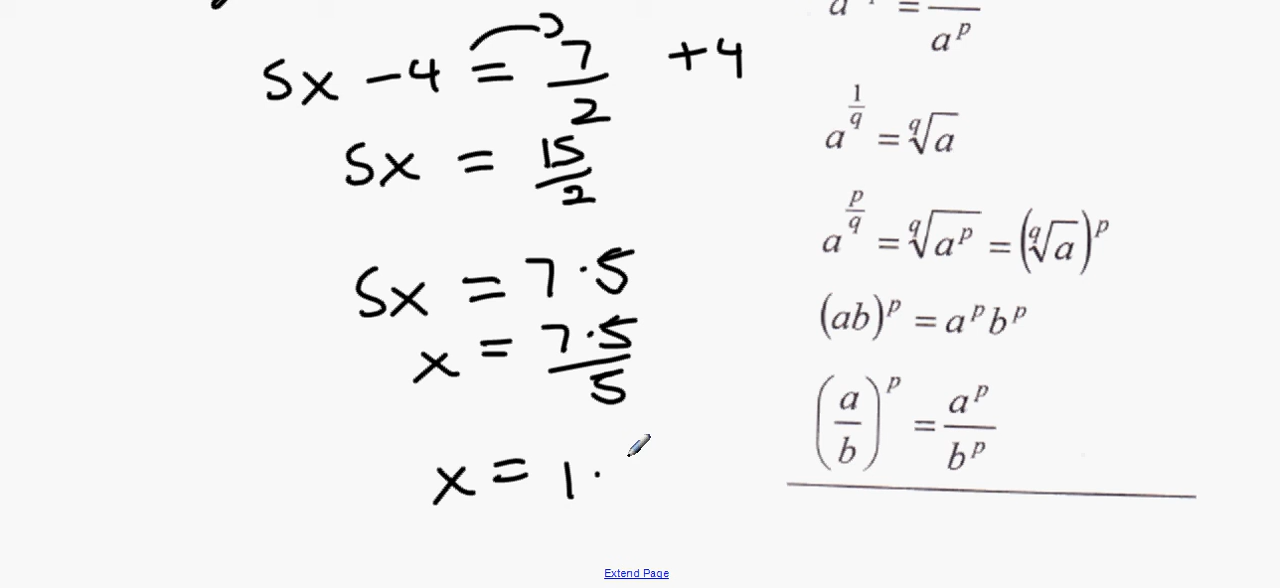 5x - 4 = 7/2 + 4
5x = 15/2
5x = 7.5
x = 7.5/5
x = 1.
= 1/a^p
a^(1/q) = ᑫ√a
a^(p/q) = ᑫ√(a^p) = (ᑫ√a)^p
(ab)^p = a^p b^p
(a/b)^p = a^p/b^p
Extend Page